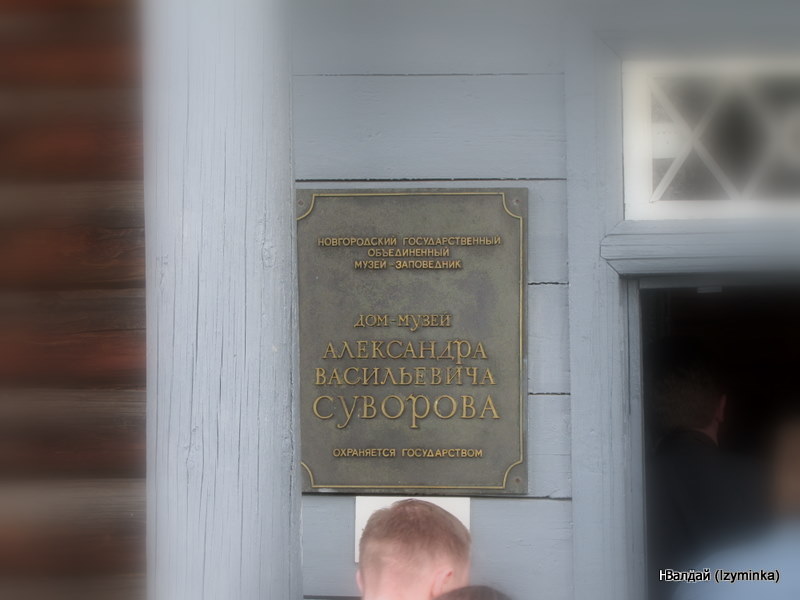 НОВГОРОДСКИЙ ГОСУДАРСТВЕННЫЙ
ОБЪЕДИНЕННЫЙ
МУЗЕЙ-ЗАПОВЕДНИК
ДОМ-МУЗЕЙ
АЛЕКСАНДРА
ВАСИЛЬЕВИЧА
СУВОРОВА
ОХРАНЯЕТСЯ ГОСУДАРСТВОМ
Валдай (Izyminka)